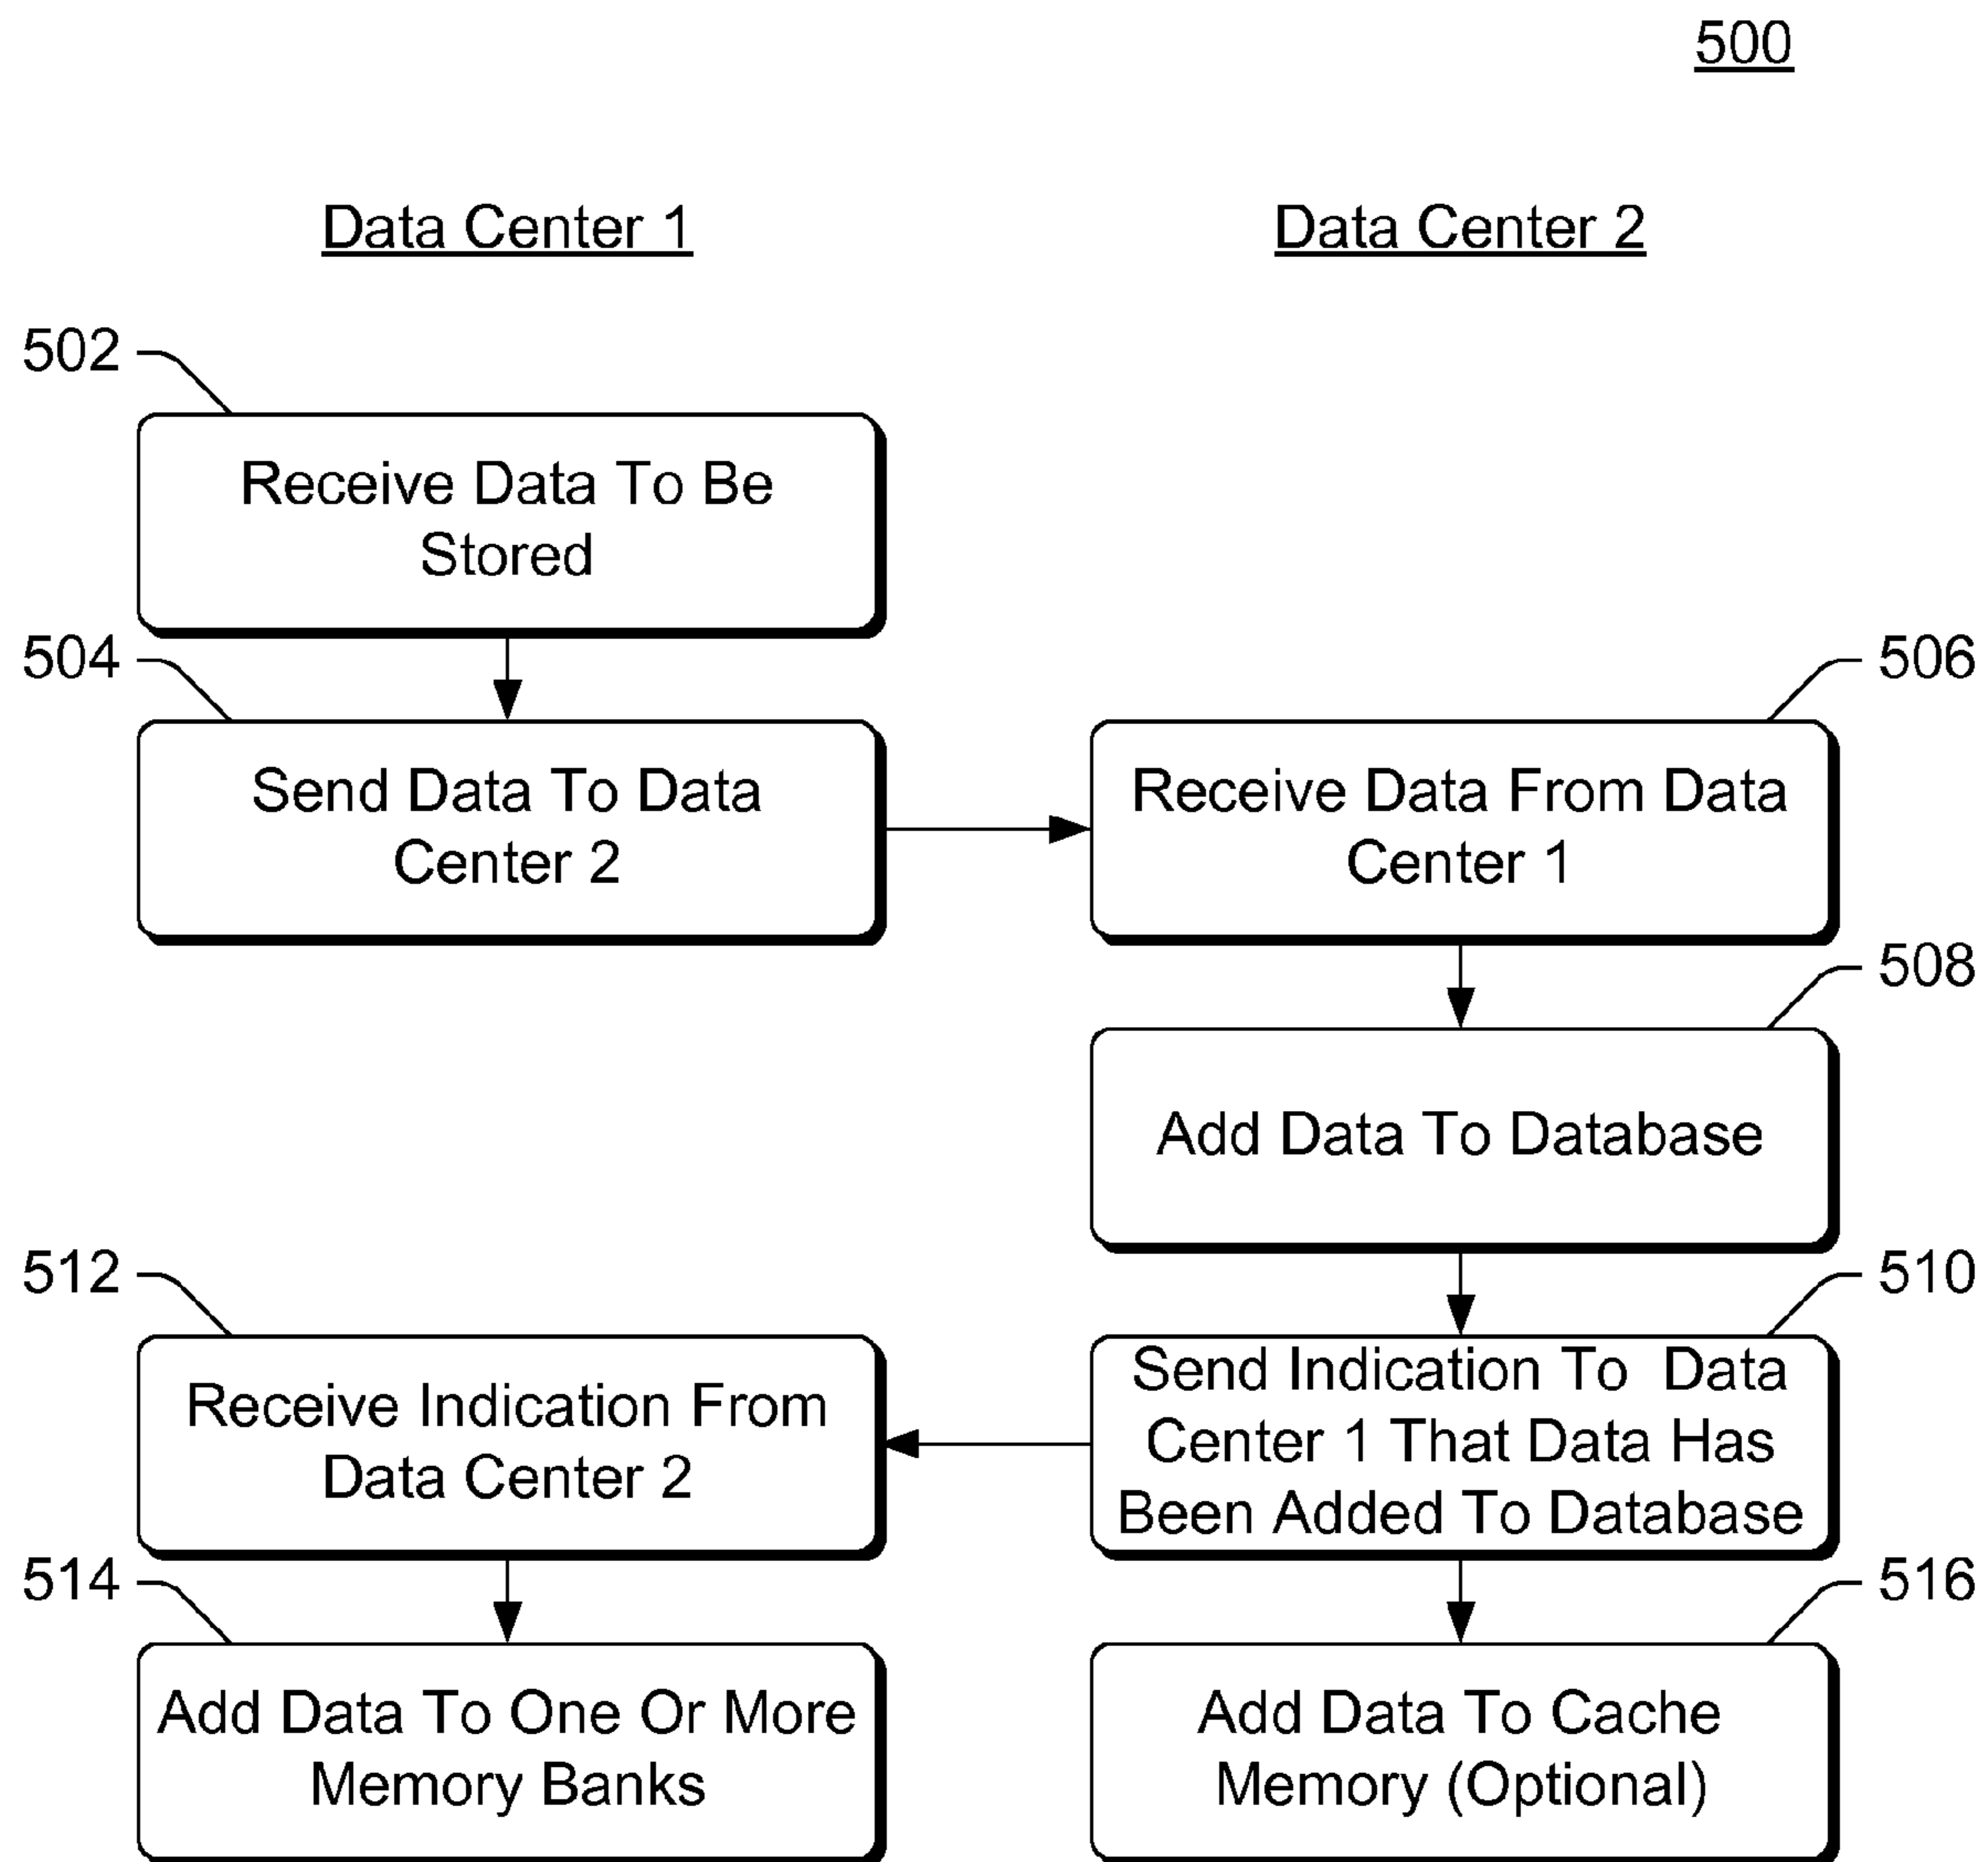 500
Data Center 1
Data Center 2
502
Receive Data To Be
Stored
504
Send Data To Data
Center 2
506
Receive Data From Data
Center 1
508
Add Data To Database
510
Send Indication To Data
Center 1 That Data Has
Been Added To Database
512
Receive Indication From
Data Center 2
514
Add Data To One Or More
Memory Banks
516
Add Data To Cache
Memory (Optional)